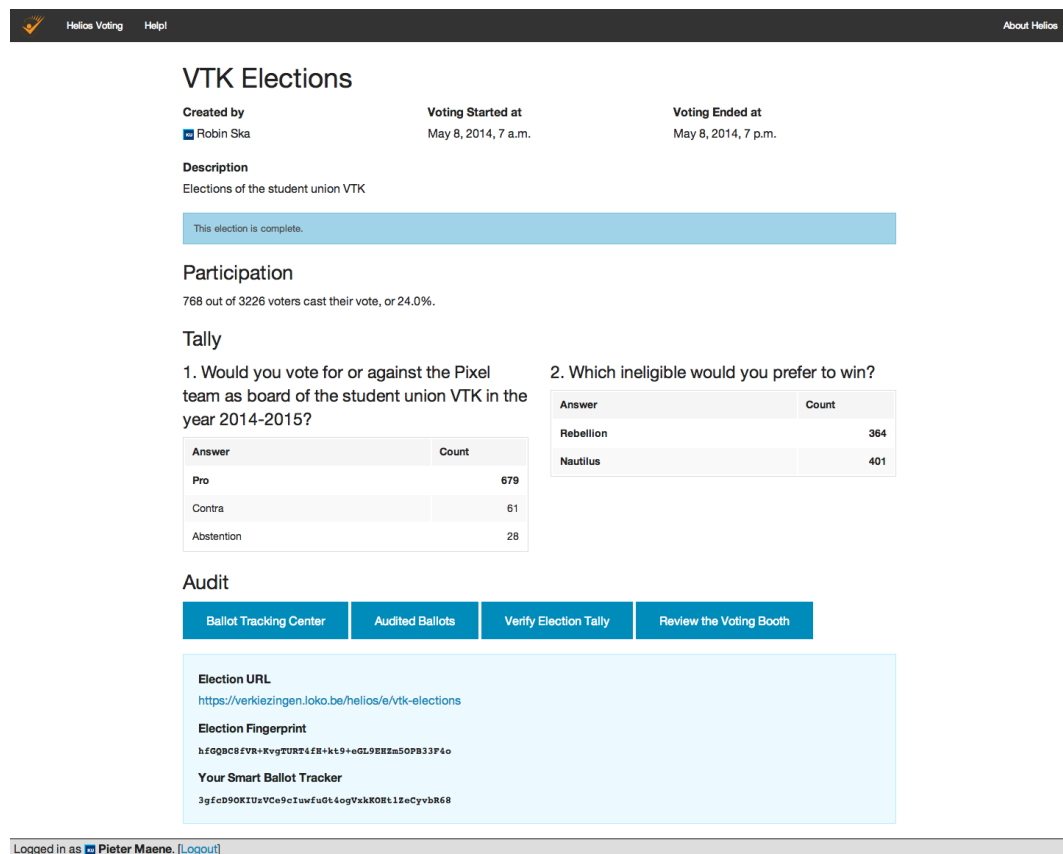 Helios Voting Help! About Helios
VTK Elections
Created by Voting Started at Voting Ended at
KU Robin Ska May 8, 2014, 7 a.m. May 8, 2014, 7 p.m.
Description
Elections of the student union VTK
This election is complete.
Participation
768 out of 3226 voters cast their vote, or 24.0%.
Tally
1. Would you vote for or against the Pixel
team as board of the student union VTK in the
year 2014-2015?
Answer Count
Pro 679
Contra 61
Abstention 28
2. Which ineligible would you prefer to win?
Answer Count
Rebellion 364
Nautilus 401
Audit
Ballot Tracking Center Audited Ballots Verify Election Tally Review the Voting Booth
Election URL
https://verkiezingen.loko.be/helios/e/vtk-elections
Election Fingerprint
hfGQBC8fVR+KvgTURT4fH+kt9+eGL9EHZm5OPB33F4o
Your Smart Ballot Tracker
3gfcD9OKIUzVCe9cIuwfuGt4ogVxkKOHt1ZeCyvbR68
Logged in as KU Pieter Maene. [Logout]